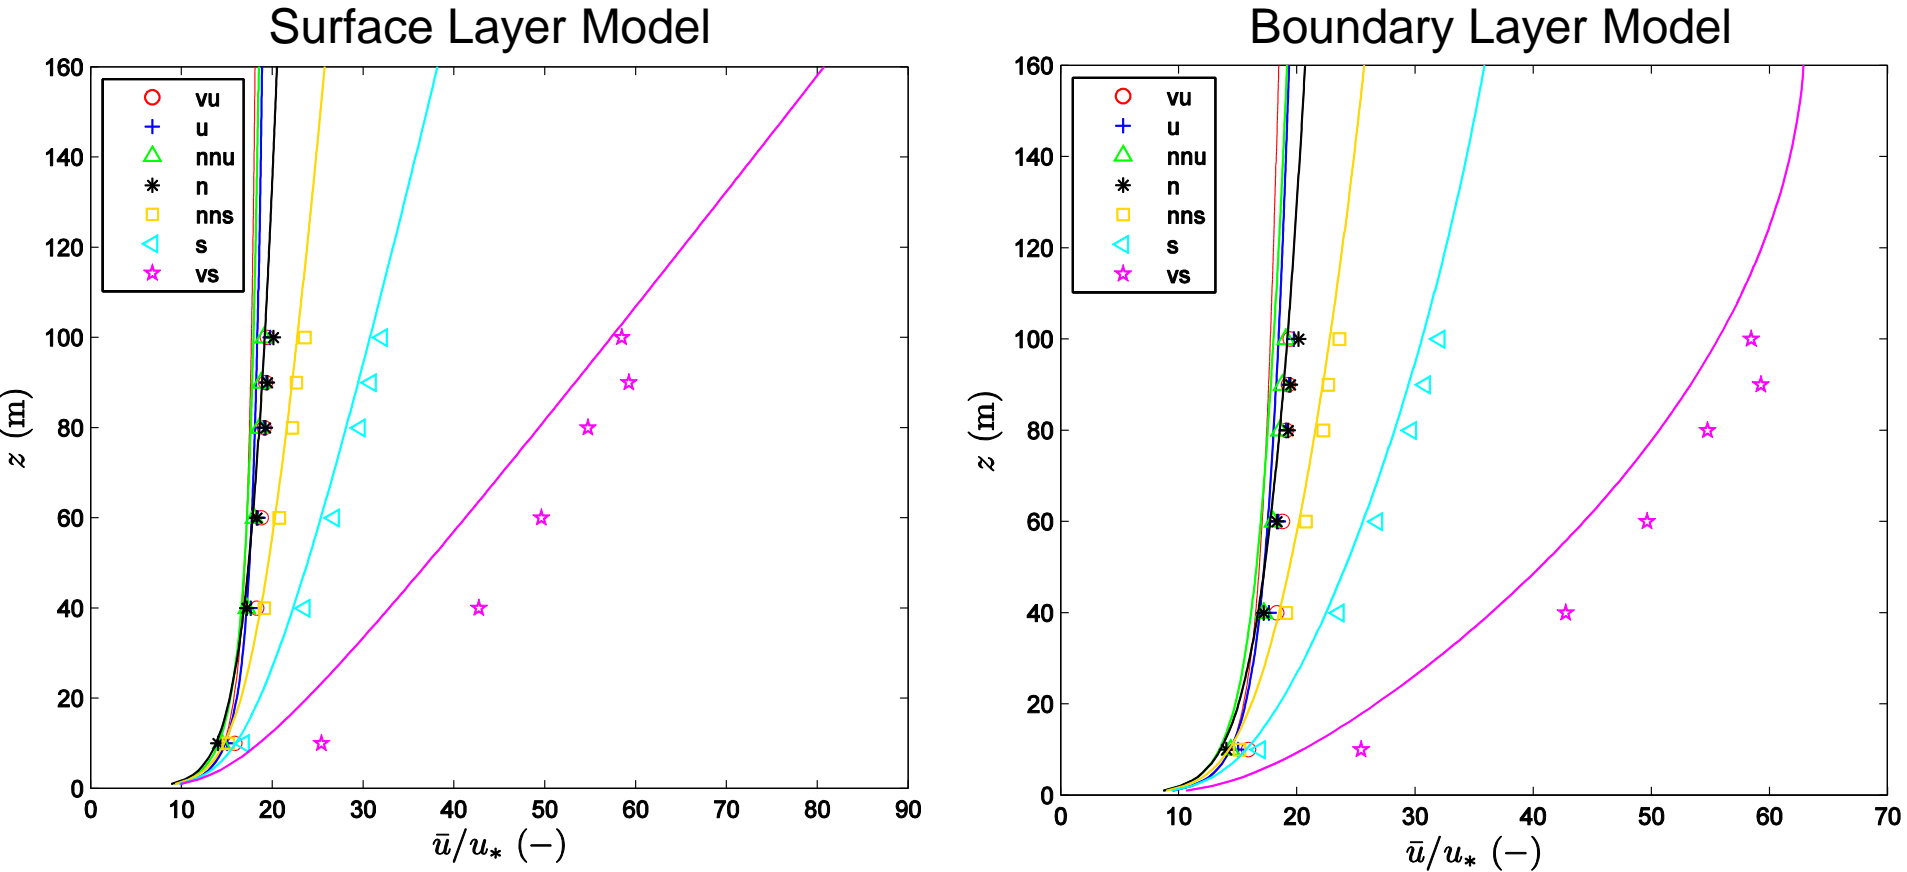 Surface Layer Model
160
140
120
100
80
60
40
20
0
z (m)
vu
u
nnu
n
nns
s
vs
0 10 20 30 40 50 60 70 80 90
ū/u* (−)
Boundary Layer Model
160
140
120
100
80
60
40
20
0
z (m)
vu
u
nnu
n
nns
s
vs
0 10 20 30 40 50 60 70
ū/u* (−)